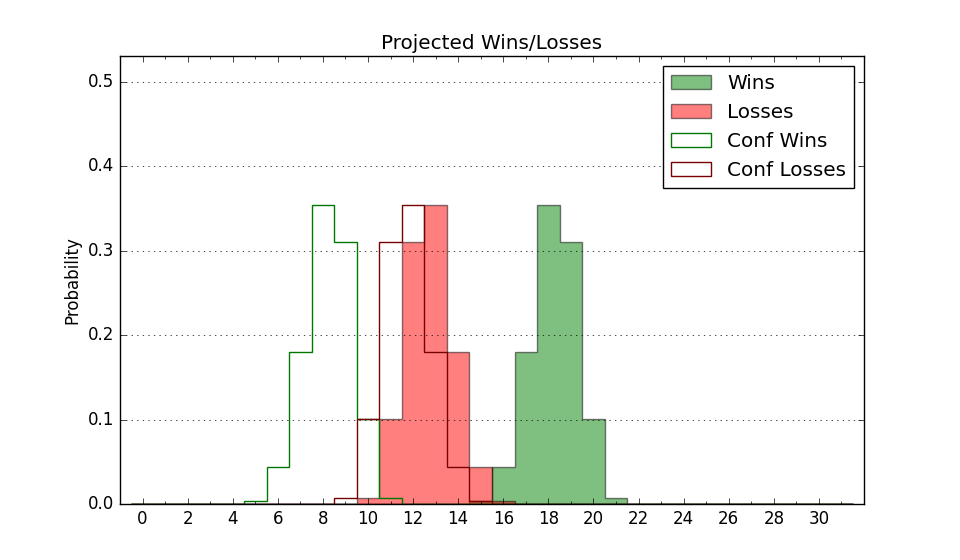 Projected Wins/Losses
Wins
Losses
Conf Wins
Conf Losses
Probability
0.5
0.4
0.3
0.2
0.1
0.0
0 2 4 6 8 10 12 14 16 18 20 22 24 26 28 30